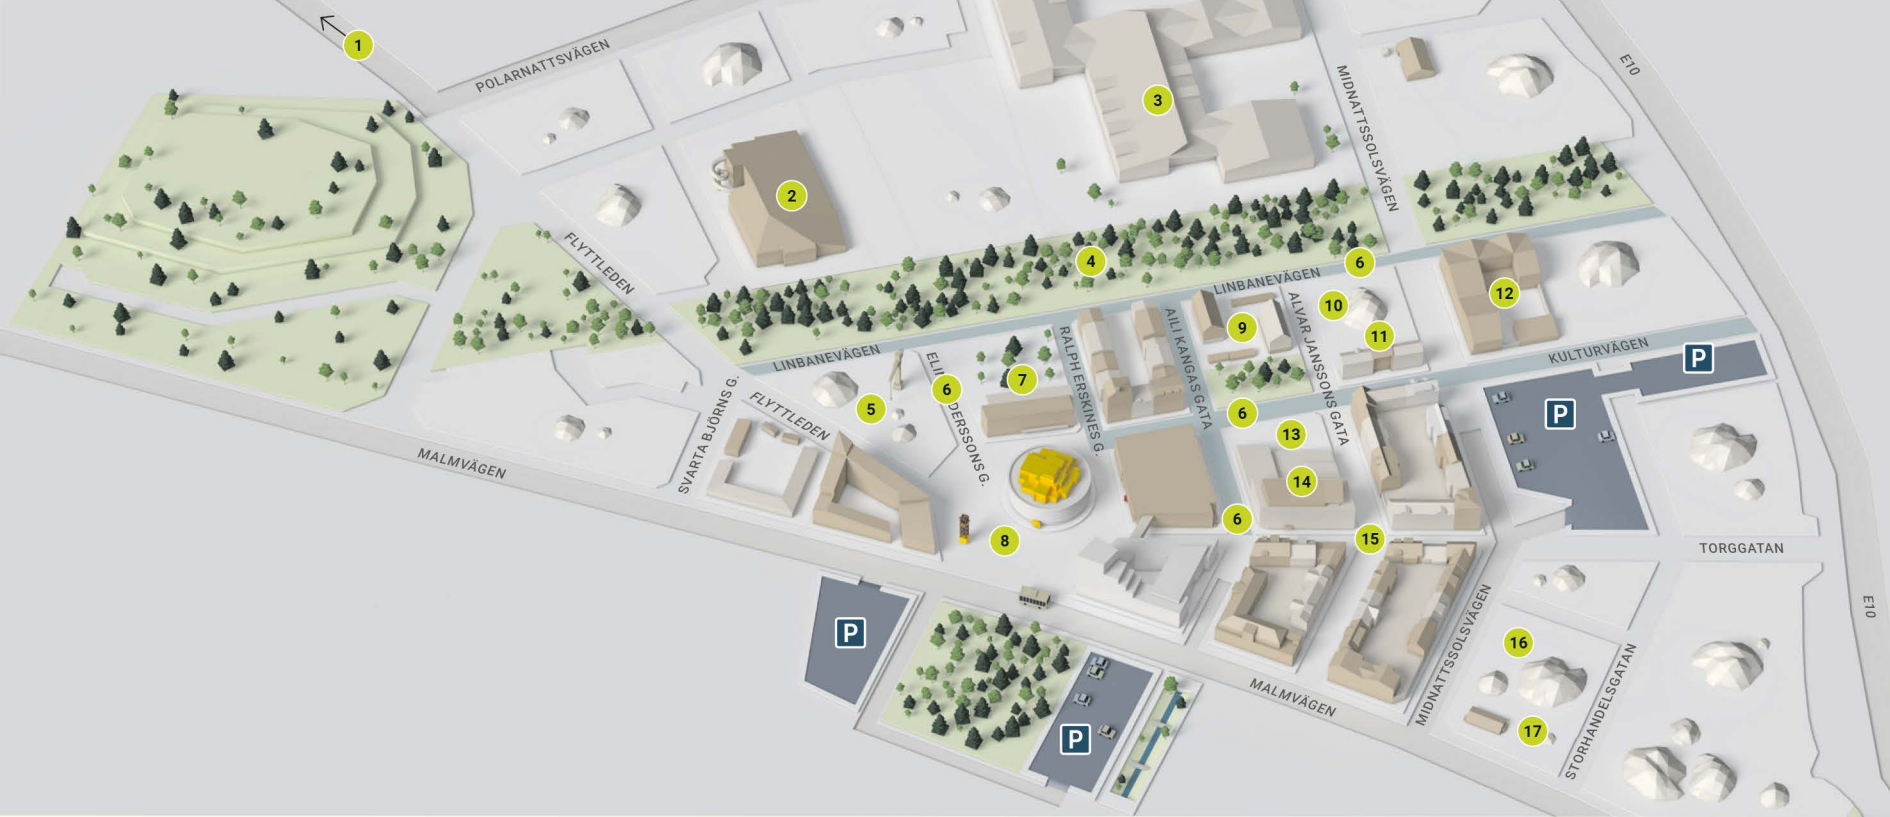 1
POLARNATTSVÄGEN
E10
MIDNATTSSOLSVÄGEN
3
2
FLYTTLEDEN
4
6
LINBANEVÄGEN
12
10
11
9
ALVAR JANSSONS GATA
AILI KANGAS GATA
RALPH ERSKINES G.
LINBANEVÄGEN
KULTURVÄGEN
P
P
7
6
5
6
FLYTTLEDEN
SVARTA BJÖRNS G.
13
14
MALMVÄGEN
6
15
8
TORGGATAN
E10
P
P
MALMVÄGEN
MIDNATTSSOLSVÄGEN
16
17
STORHANDELSGATAN